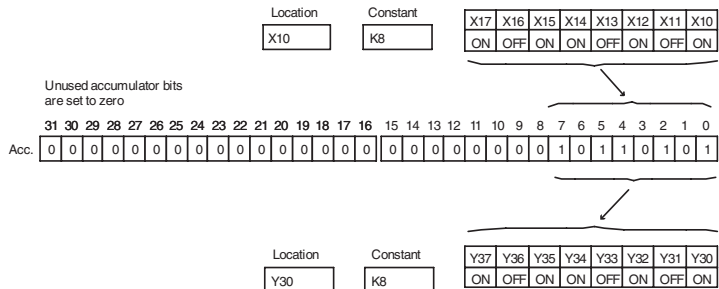 Location Constant
X10 K8
X17 X16 X15 X14 X13 X12 X11 X10
ON OFF ON ON OFF ON OFF ON
Unused accumulator bits
are set to zero
31 30 29 28 27 26 25 24 23 22 21 20 19 18 17 16 15 14 13 12 11 10 9 8 7 6 5 4 3 2 1 0
Acc. 0 0 0 0 0 0 0 0 0 0 0 0 0 0 0 0 0 0 0 0 0 0 0 0 1 0 1 1 0 1 0 1
Location Constant
Y30 K8
Y37 Y36 Y35 Y34 Y33 Y32 Y31 Y30
ON OFF ON ON OFF ON OFF ON